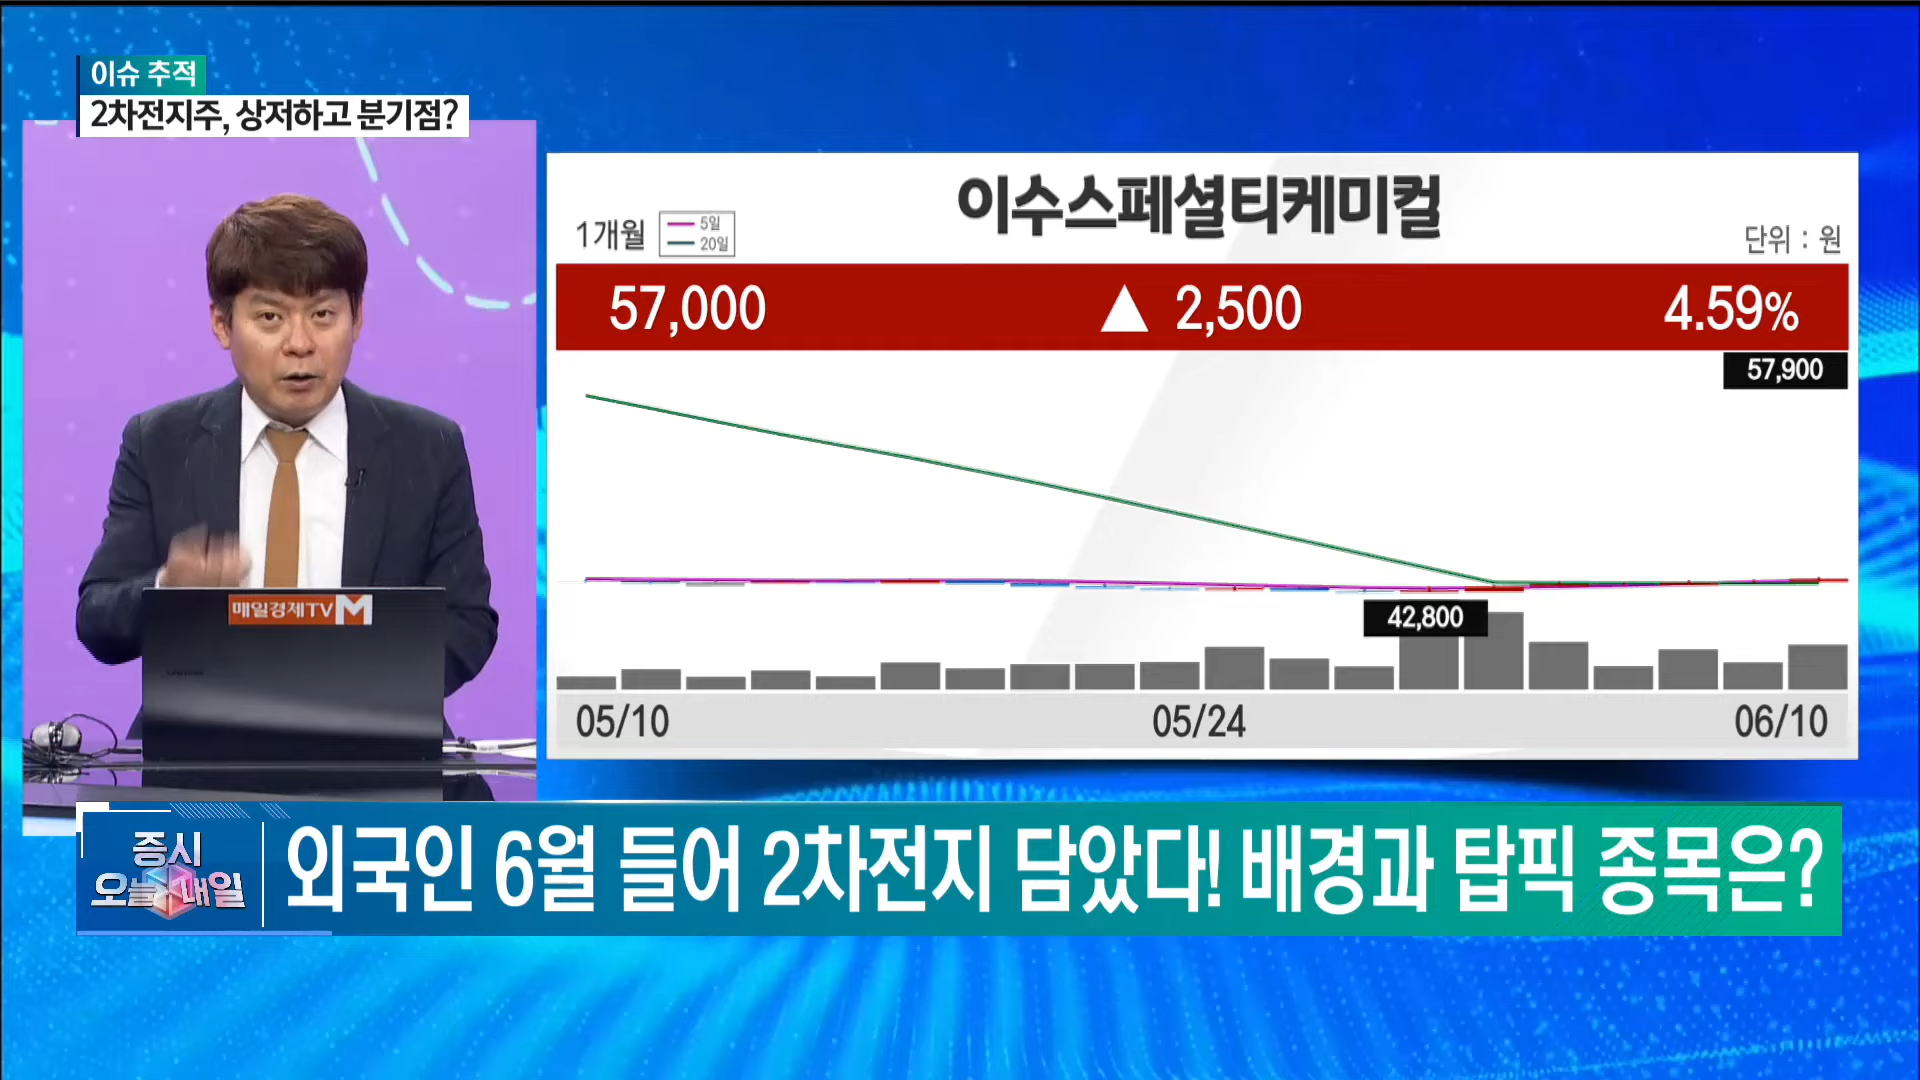 이슈 추적
2차전지주, 상저하고 분기점?
이수스페셜티케미컬
1개월
5일
20일
단위 : 원
57,000 ▲ 2,500 4.59%
57,900
42,800
05/10 05/24 06/10
매일경제TV M
증시
오늘 매일
외국인 6월 들어 2차전지 담았다! 배경과 탑픽 종목은?